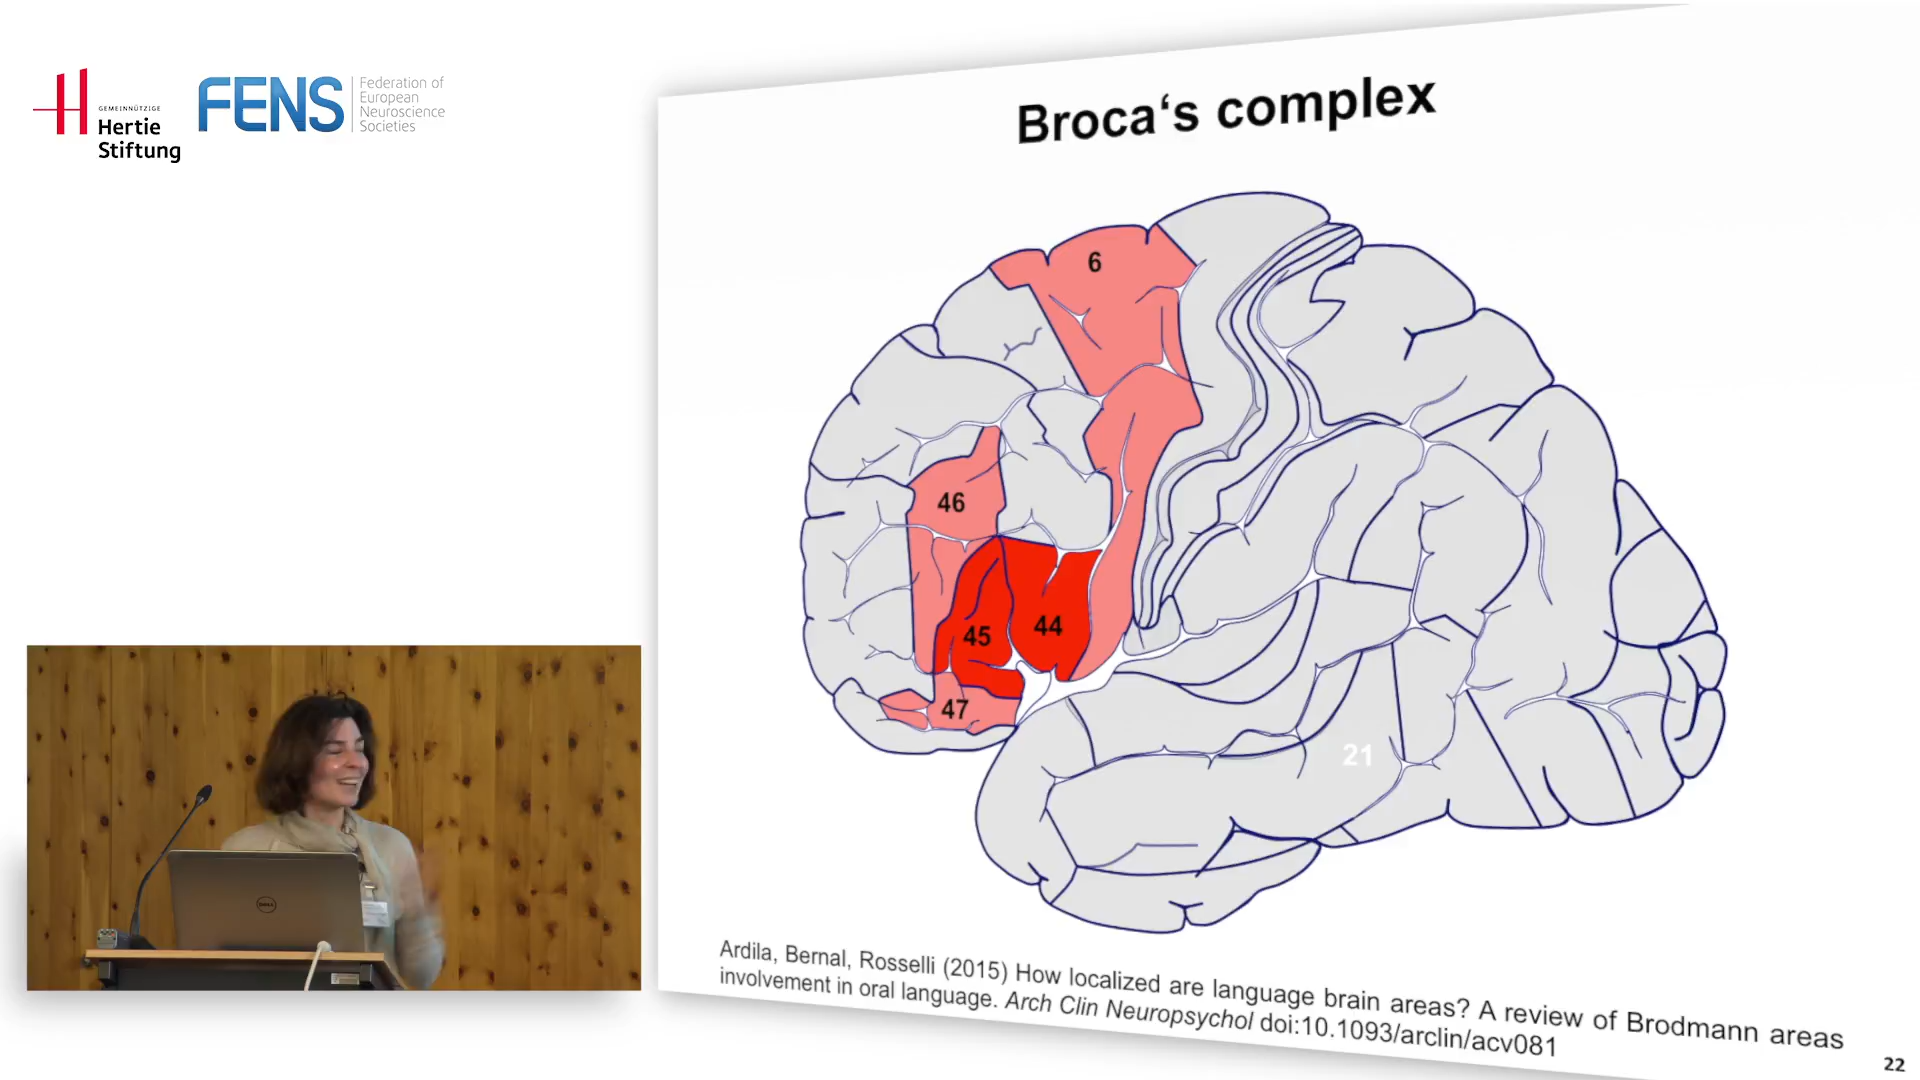 GEMEINNÜTZIGE
Hertie
Stiftung
FENS
Federation of
European
Neuroscience
Societies
Broca‘s complex
6
46
45
44
47
21
DELL
Ardila, Bernal, Rosselli (2015) How localized are language brain areas? A review of Brodmann areas
involvement in oral language. Arch Clin Neuropsychol doi:10.1093/arclin/acv081
22